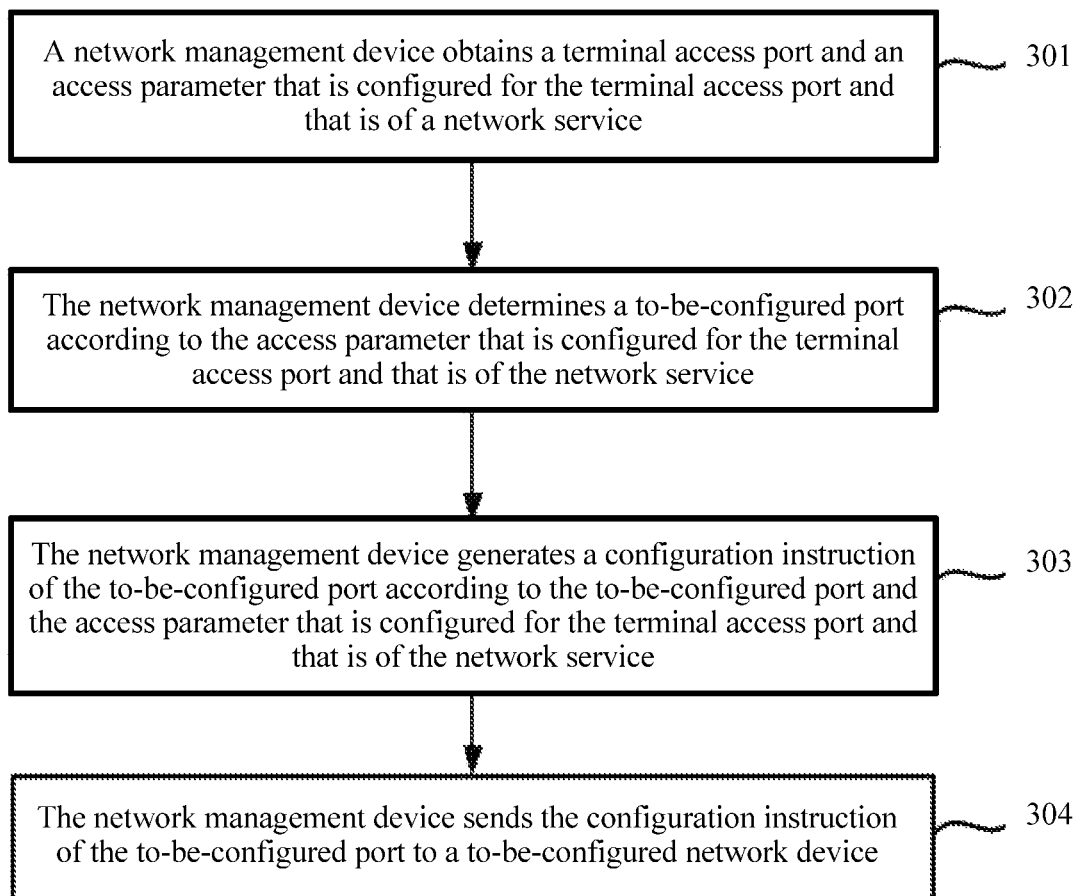 A network management device obtains a terminal access port and an
access parameter that is configured for the terminal access port and
that is of a network service
301
The network management device determines a to-be-configured port
according to the access parameter that is configured for the terminal
access port and that is of the network service
302
The network management device generates a configuration instruction
of the to-be-configured port according to the to-be-configured port and
the access parameter that is configured for the terminal access port and
that is of the network service
303
The network management device sends the configuration instruction
of the to-be-configured port to a to-be-configured network device
304